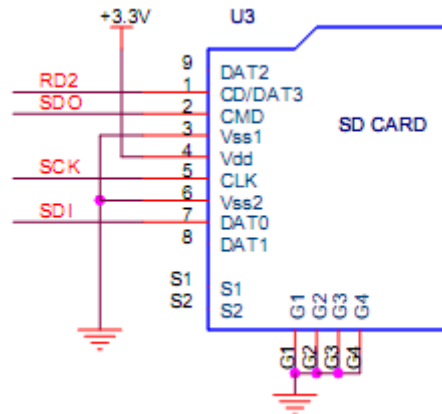 +3.3V U3
9 DAT2
RD2 1 CD/DAT3
SDO 2 CMD
3 Vss1
4 Vdd
SD CARD
SCK 5 CLK
6 Vss2
SDI 7 DAT0
8 DAT1
S1 S1
S2 S2
G1 G2 G3 G4
G1 G2 G3 G4